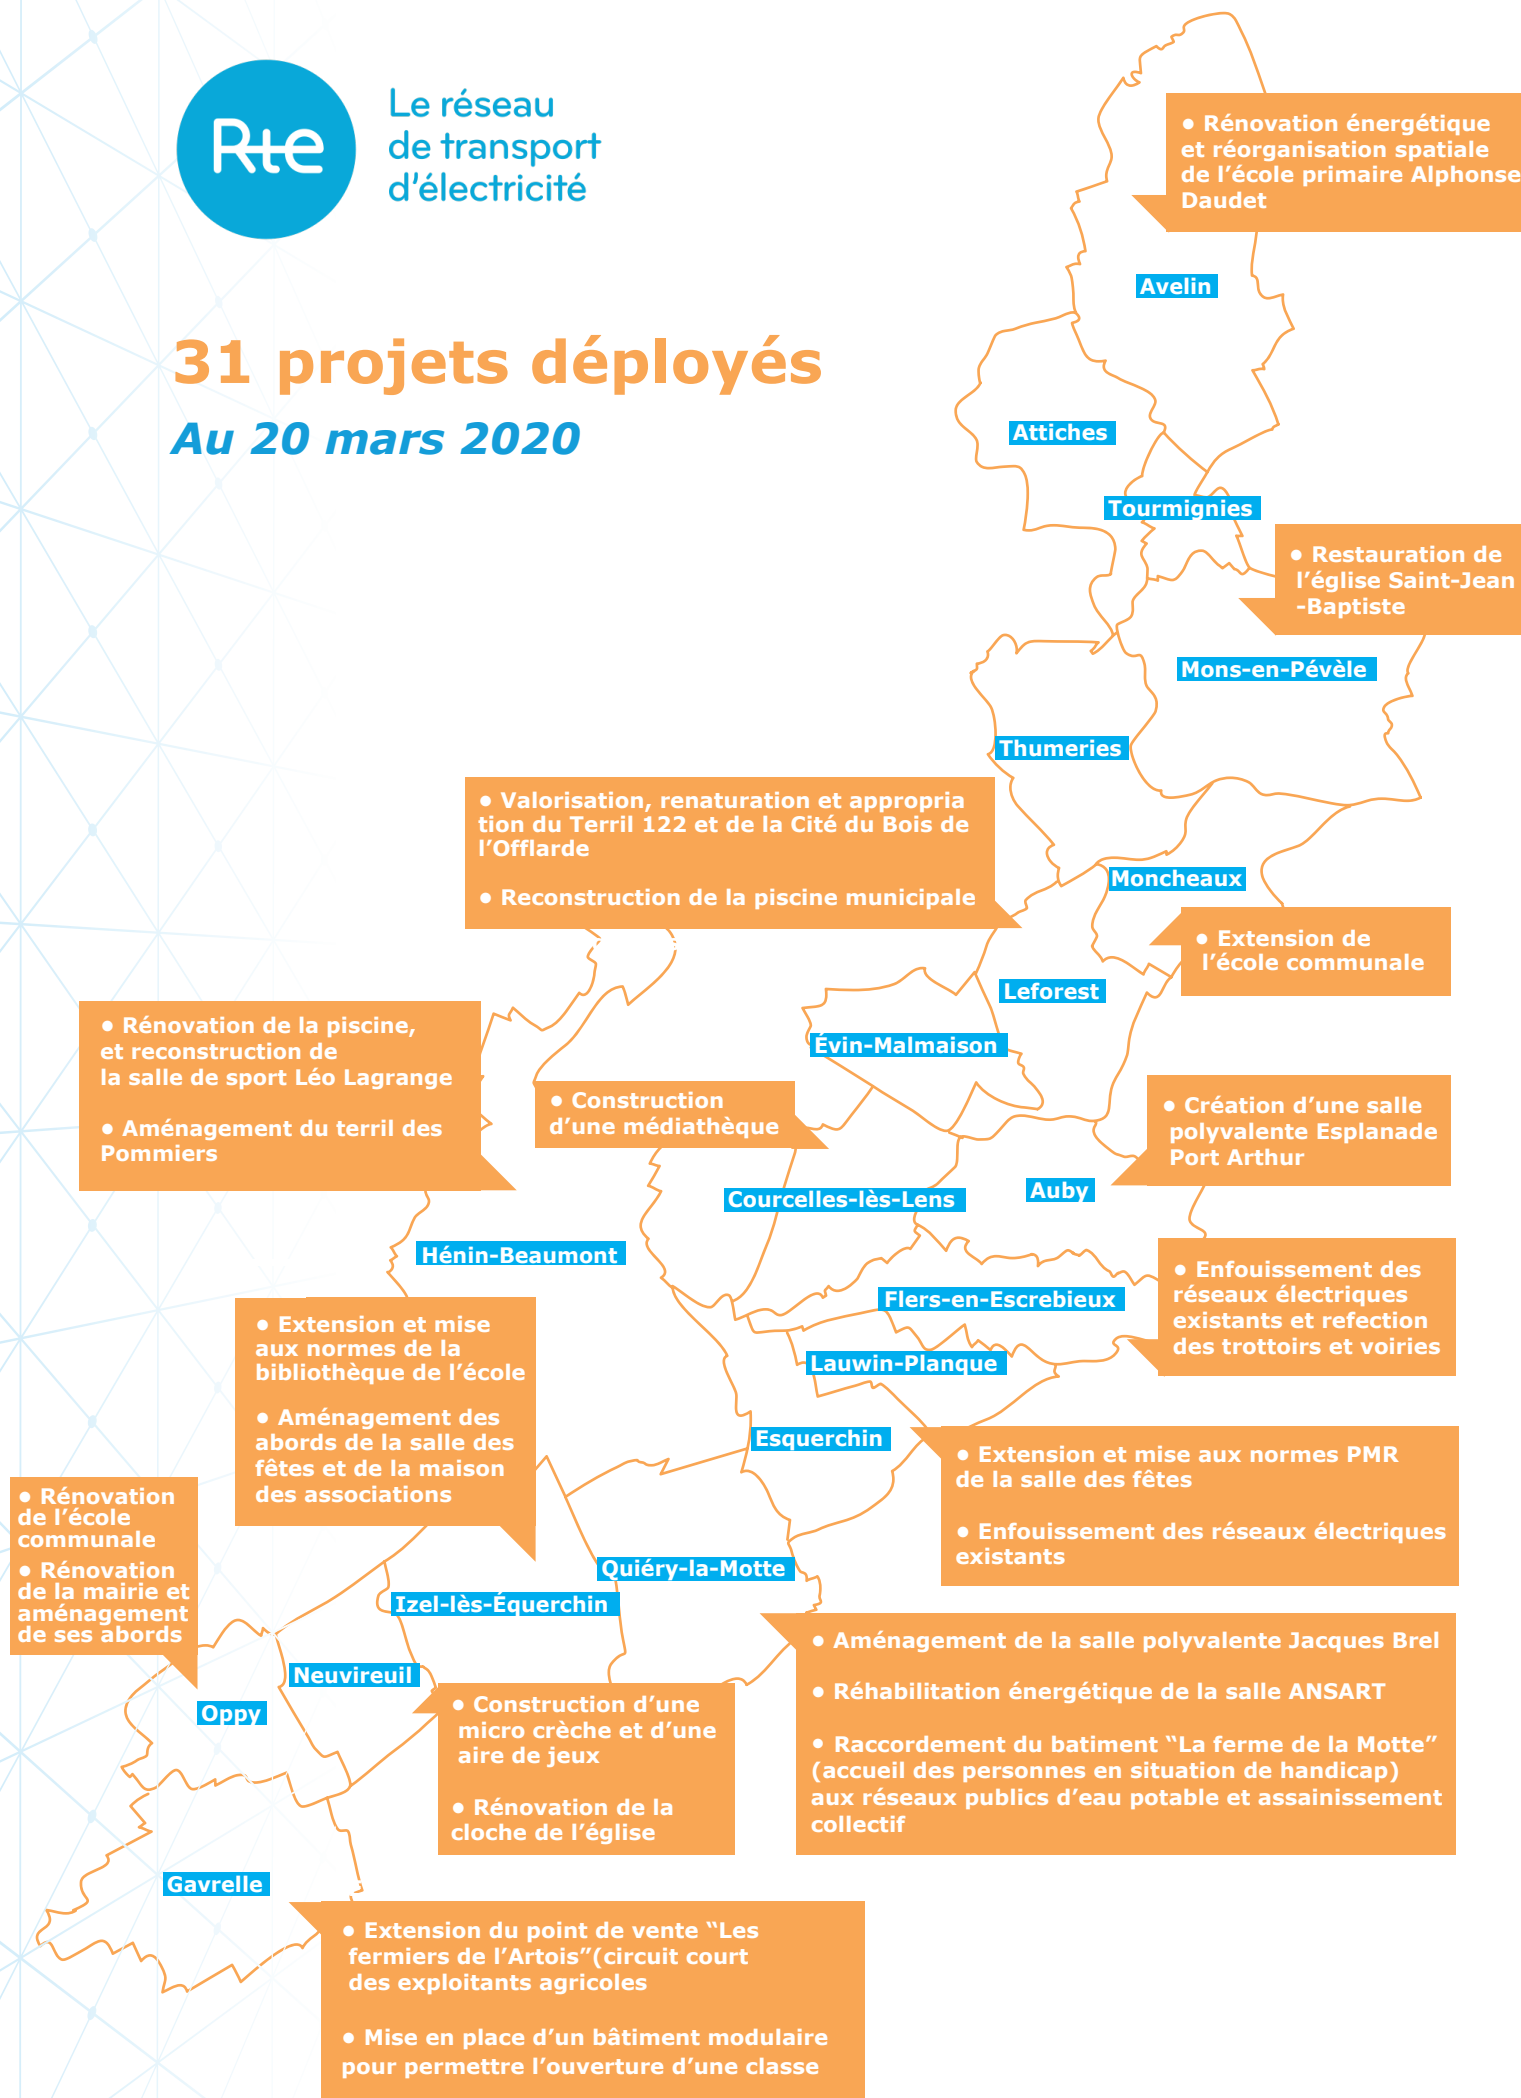 Rte
Le réseau
de transport
d'électricité
31 projets déployés
Au 20 mars 2020
● Rénovation énergétique
et réorganisation spatiale
de l'école primaire Alphonse
Daudet
Avelin
Attiches
Tourmignies
● Restauration de
l'église Saint-Jean
-Baptiste
Mons-en-Pévèle
Thumeries
● Valorisation, renaturation et appropria
tion du Terril 122 et de la Cité du Bois de
l'Offlarde
● Reconstruction de la piscine municipale
Moncheaux
● Extension de
l'école communale
Leforest
Évin-Malmaison
● Rénovation de la piscine,
et reconstruction de
la salle de sport Léo Lagrange
● Aménagement du terril des
Pommiers
● Construction
d'une médiathèque
● Création d'une salle
polyvalente Esplanade
Port Arthur
Courcelles-lès-Lens
Auby
Hénin-Beaumont
● Enfouissement des
réseaux électriques
existants et refection
des trottoirs et voiries
Flers-en-Escrebieux
● Extension et mise
aux normes de la
bibliothèque de l'école
● Aménagement des
abords de la salle des
fêtes et de la maison
des associations
Lauwin-Planque
Esquerchin
● Extension et mise aux normes PMR
de la salle des fêtes
● Enfouissement des réseaux électriques
existants
● Rénovation
de l'école
communale
● Rénovation
de la mairie et
aménagement
de ses abords
Quiéry-la-Motte
Izel-lès-Équerchin
● Aménagement de la salle polyvalente Jacques Brel
● Réhabilitation énergétique de la salle ANSART
● Raccordement du batiment "La ferme de la Motte"
(accueil des personnes en situation de handicap)
aux réseaux publics d'eau potable et assainissement
collectif
Neuvireuil
Oppy
● Construction d'une
micro crèche et d'une
aire de jeux
● Rénovation de la
cloche de l'église
Gavrelle
● Extension du point de vente "Les
fermiers de l'Artois"(circuit court
des exploitants agricoles
● Mise en place d'un bâtiment modulaire
pour permettre l'ouverture d'une classe